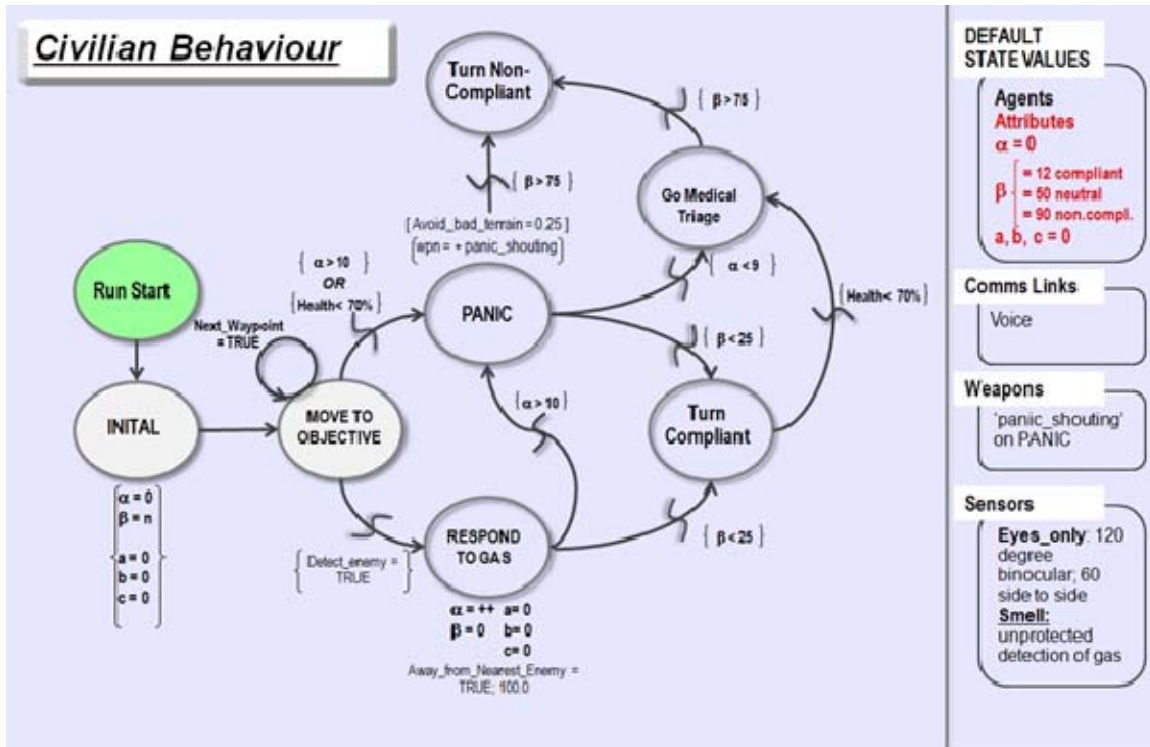 Civilian Behaviour
Turn Non-
Compliant
{ β > 75 }
{ β > 75 }
Go Medical
Triage
[Avoid_bad_terrain = 0.25]
{wpn = + panic_shouting}
{ α > 10 }
OR
{Health< 70%}
{ α < 9 }
{Health< 70%}
Run Start
Next_Waypoint
= TRUE
PANIC
{ β < 25 }
{α > 10}
INITAL
MOVE TO
OBJECTIVE
Turn
Compliant
RESPOND
TO GAS
{ β < 25 }
{ Detect_enemy =
TRUE }
α = 0
β = n
a = 0
b = 0
c = 0
α = ++ a= 0
β = 0 b= 0
c= 0
Away_from_Nearest_Enemy =
TRUE; 100.0
DEFAULT
STATE VALUES
Agents
Attributes
α = 0
β
= 12 compliant
= 50 neutral
= 90 non.compl.
a, b, c = 0
Comms Links
Voice
Weapons
'panic_shouting'
on PANIC
Sensors
Eyes_only: 120
degree
binocular; 60
side to side
Smell:
unprotected
detection of gas